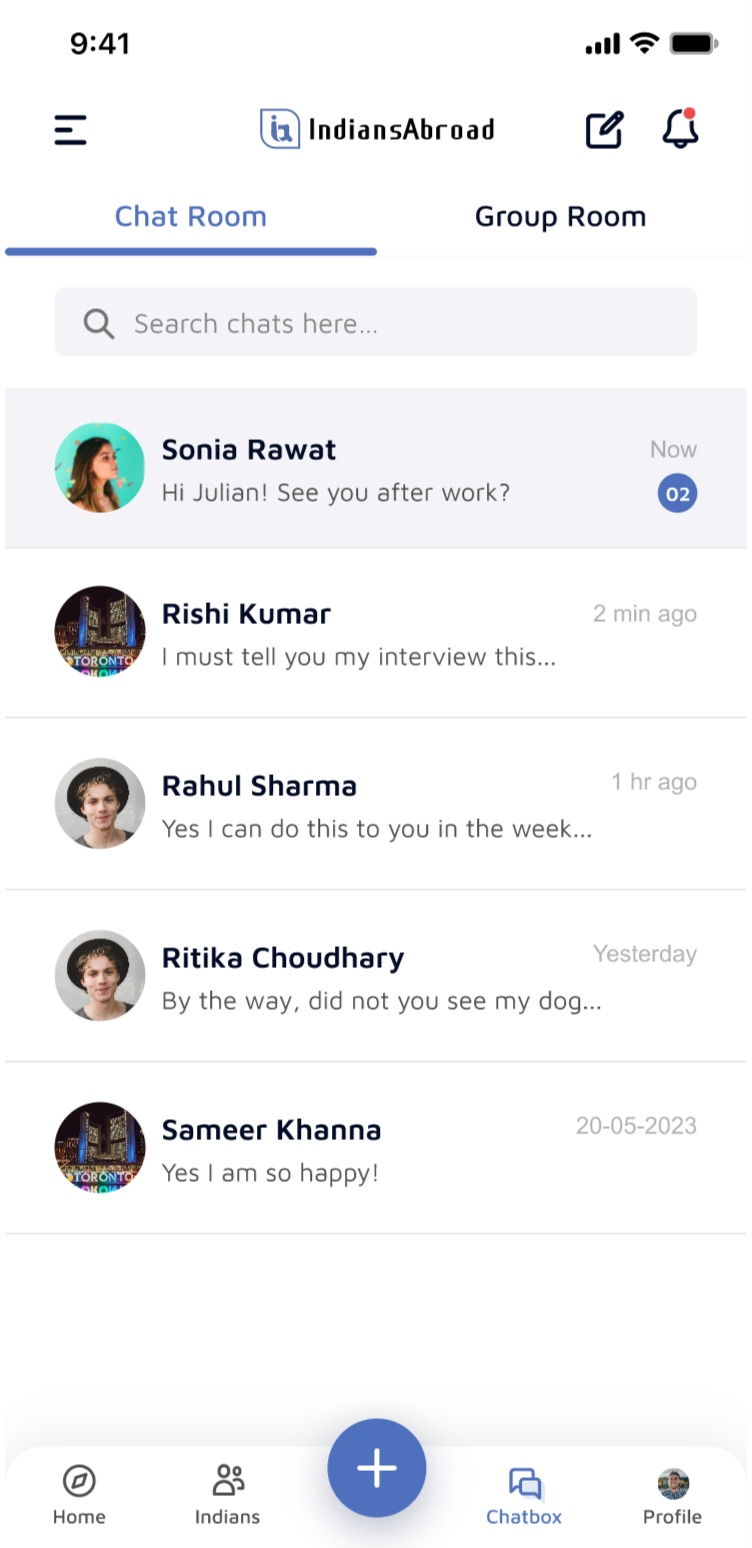 9:41
IndiansAbroad
Chat Room
Group Room
Search chats here...
Sonia Rawat
Now
Hi Julian! See you after work?
02
Rishi Kumar
2 min ago
I must tell you my interview this...
TORONTO
Rahul Sharma
1 hr ago
Yes I can do this to you in the week...
Ritika Choudhary
Yesterday
By the way, did not you see my dog...
Sameer Khanna
20-05-2023
Yes I am so happy!
TORONTO
Home
Indians
Chatbox
Profile